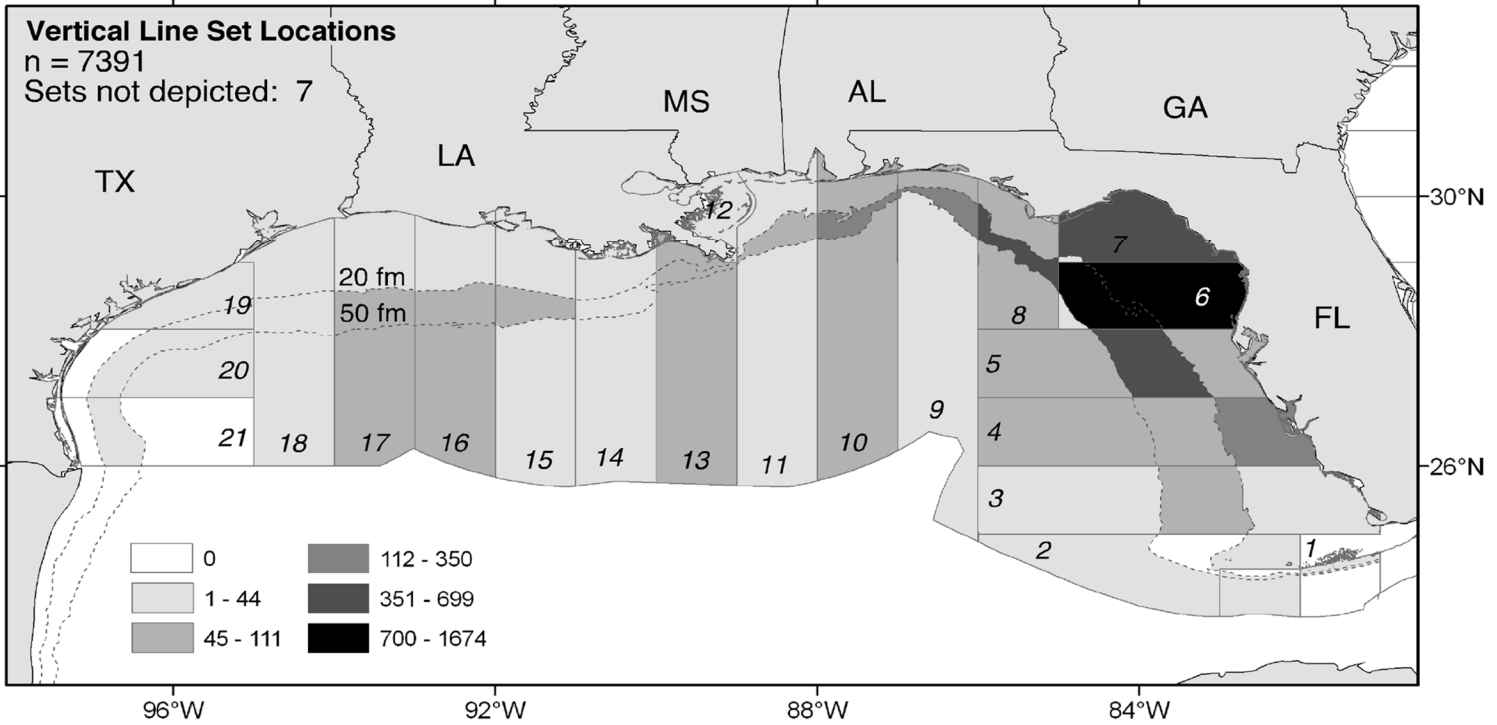 Vertical Line Set Locations
n = 7391
Sets not depicted: 7
MS
AL
GA
LA
TX
30°N
12
7
20 fm
19
6
50 fm
8
FL
20
5
9
21
18
17
16
15
14
13
11
10
4
26°N
3
2
1
0
112 - 350
1 - 44
351 - 699
45 - 111
700 - 1674
96°W
92°W
88°W
84°W